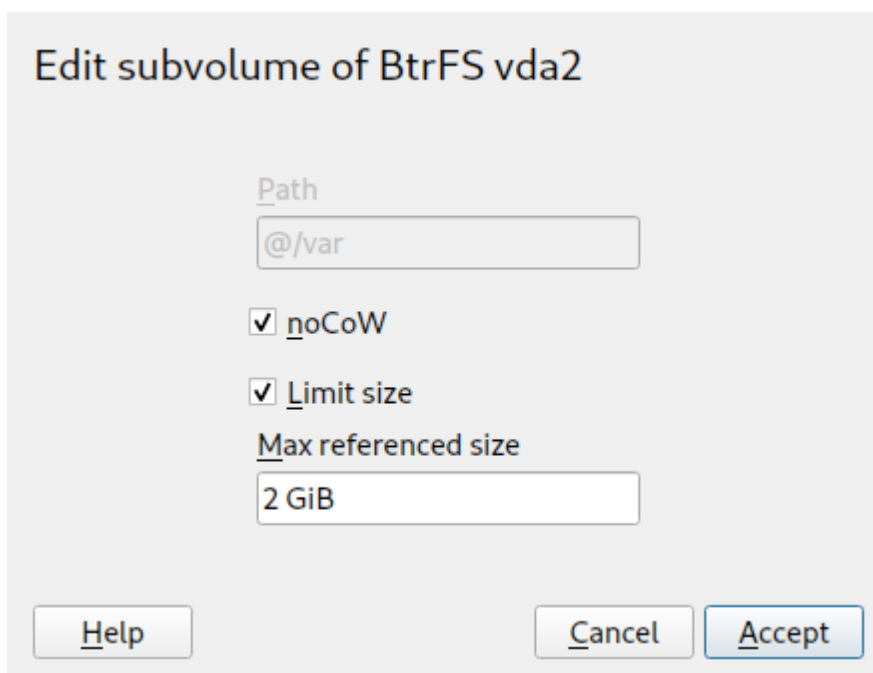 Edit subvolume of BtrFS vda2
Path
@/var
noCoW
Limit size
Max referenced size
2 GiB
Help Cancel Accept